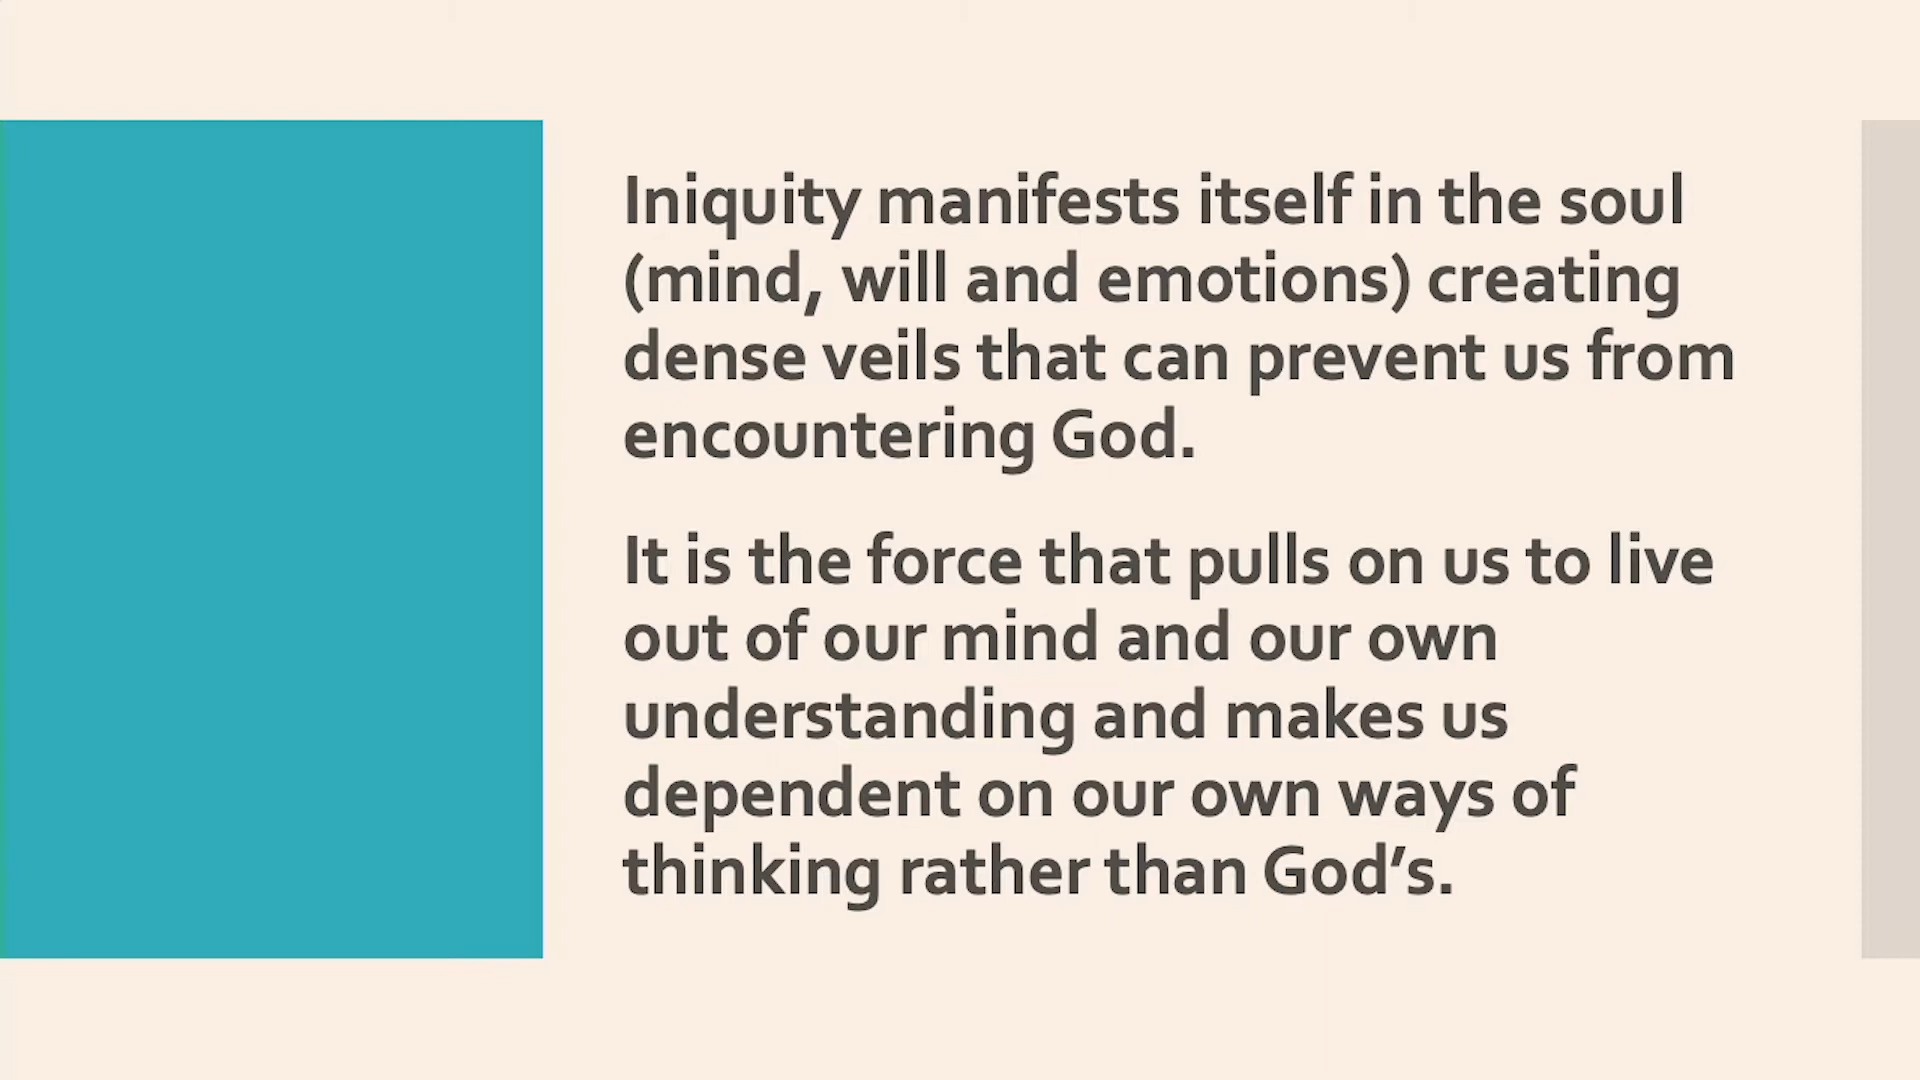 Iniquity manifests itself in the soul
(mind, will and emotions) creating
dense veils that can prevent us from
encountering God.
It is the force that pulls on us to live
out of our mind and our own
understanding and makes us
dependent on our own ways of
thinking rather than God’s.